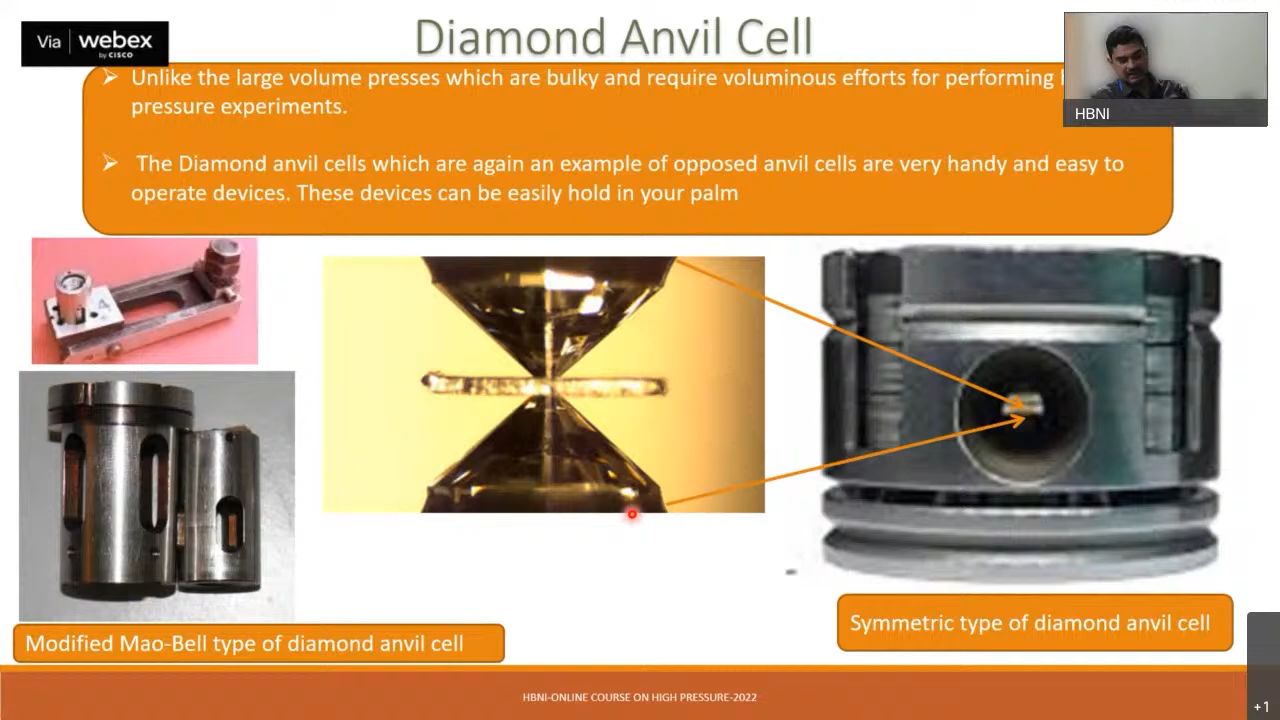 Diamond Anvil Cell
Via webex
by CISCO
➢ Unlike the large volume presses which are bulky and require voluminous efforts for performing
pressure experiments.
HBNI
➢ The Diamond anvil cells which are again an example of opposed anvil cells are very handy and easy to
operate devices. These devices can be easily hold in your palm
Symmetric type of diamond anvil cell
Modified Mao-Bell type of diamond anvil cell
HBNI-ONLINE COURSE ON HIGH PRESSURE-2022
+1